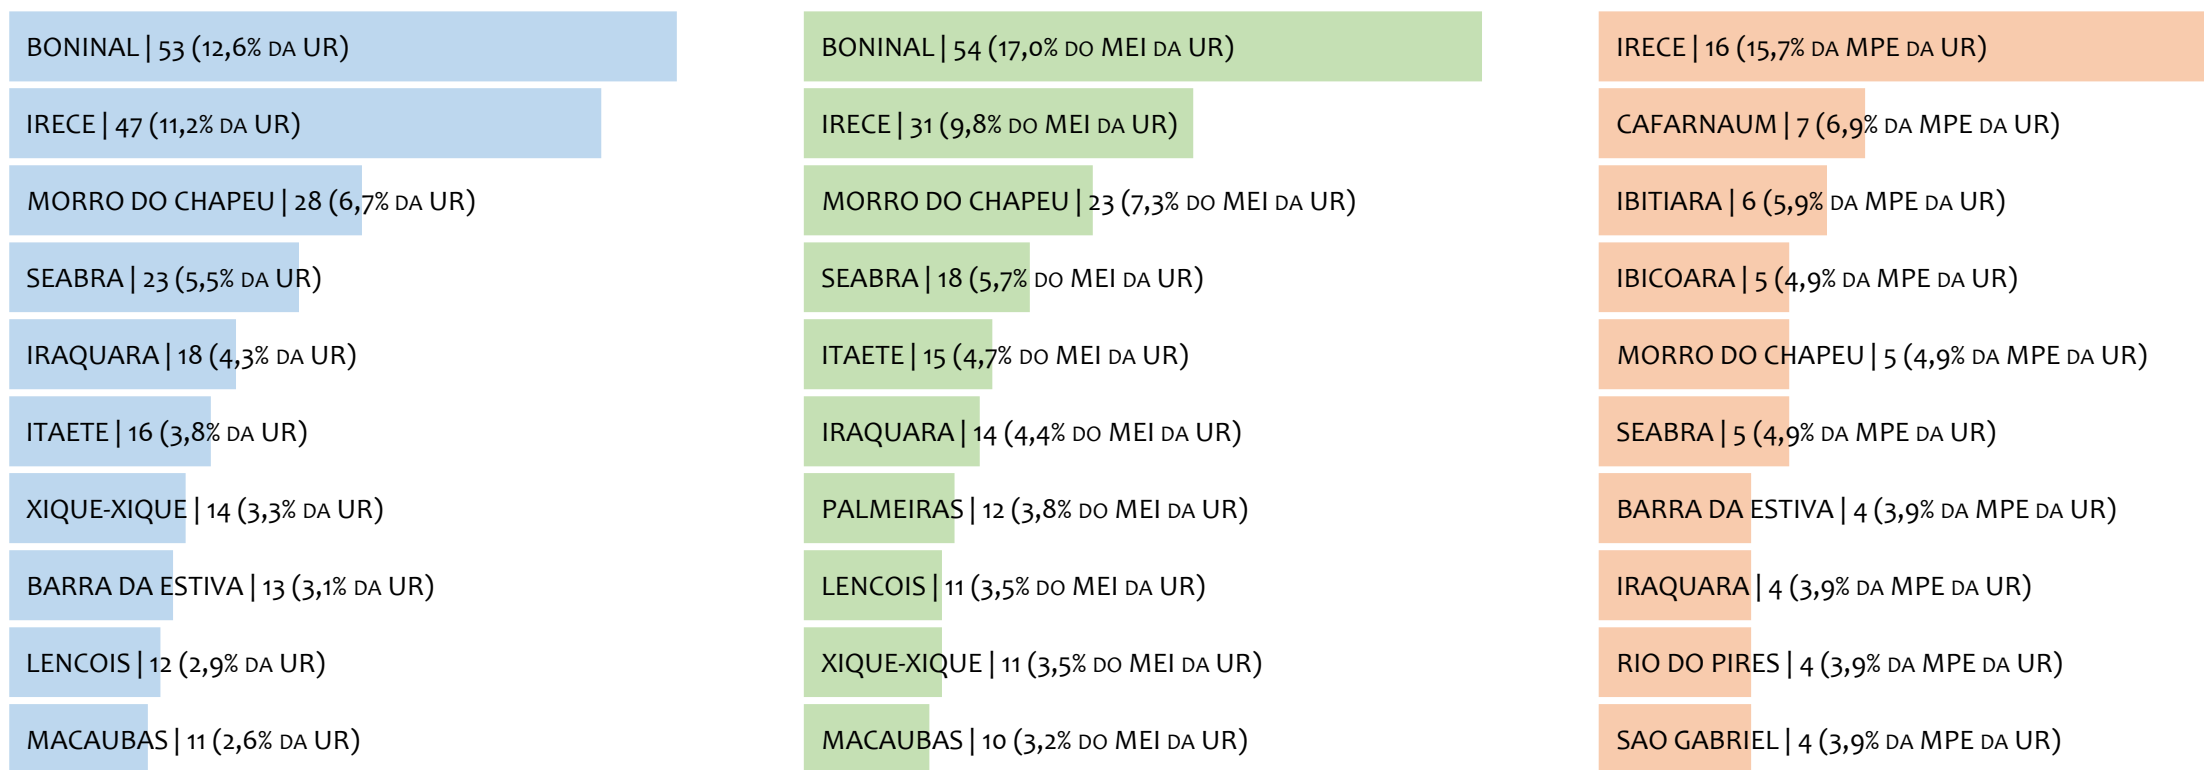 BONINAL | 53 (12,6% DA UR)
IRECE | 47 (11,2% DA UR)
MORRO DO CHAPEU | 28 (6,7% DA UR)
SEABRA | 23 (5,5% DA UR)
IRAQUARA | 18 (4,3% DA UR)
ITAETE | 16 (3,8% DA UR)
XIQUE-XIQUE | 14 (3,3% DA UR)
BARRA DA ESTIVA | 13 (3,1% DA UR)
LENCOIS | 12 (2,9% DA UR)
MACAUBAS | 11 (2,6% DA UR)
BONINAL | 54 (17,0% DO MEI DA UR)
IRECE | 31 (9,8% DO MEI DA UR)
MORRO DO CHAPEU | 23 (7,3% DO MEI DA UR)
SEABRA | 18 (5,7% DO MEI DA UR)
ITAETE | 15 (4,7% DO MEI DA UR)
IRAQUARA | 14 (4,4% DO MEI DA UR)
PALMEIRAS | 12 (3,8% DO MEI DA UR)
LENCOIS | 11 (3,5% DO MEI DA UR)
XIQUE-XIQUE | 11 (3,5% DO MEI DA UR)
MACAUBAS | 10 (3,2% DO MEI DA UR)
IRECE | 16 (15,7% DA MPE DA UR)
CAFARNAUM | 7 (6,9% DA MPE DA UR)
IBITIARA | 6 (5,9% DA MPE DA UR)
IBICOARA | 5 (4,9% DA MPE DA UR)
MORRO DO CHAPEU | 5 (4,9% DA MPE DA UR)
SEABRA | 5 (4,9% DA MPE DA UR)
BARRA DA ESTIVA | 4 (3,9% DA MPE DA UR)
IRAQUARA | 4 (3,9% DA MPE DA UR)
RIO DO PIRES | 4 (3,9% DA MPE DA UR)
SAO GABRIEL | 4 (3,9% DA MPE DA UR)